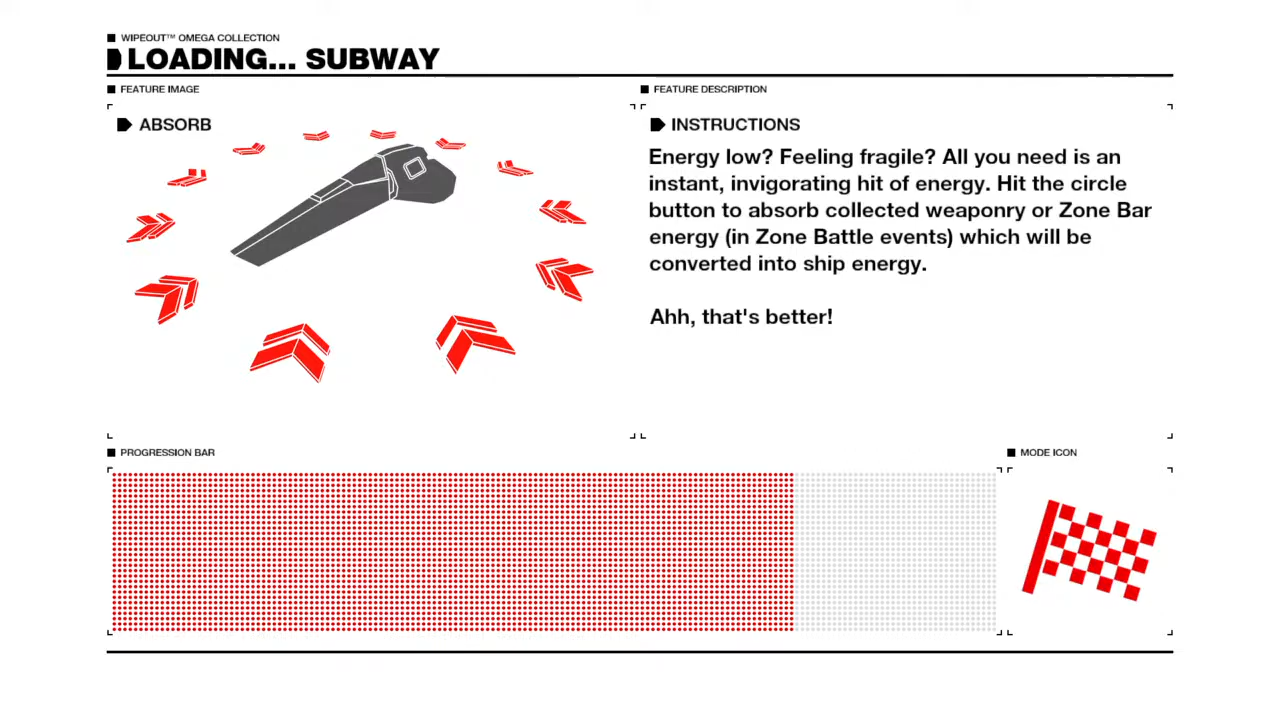 WIPEOUT™ OMEGA COLLECTION
LOADING... SUBWAY
FEATURE IMAGE
ABSORB
FEATURE DESCRIPTION
INSTRUCTIONS
Energy low? Feeling fragile? All you need is an
instant, invigorating hit of energy. Hit the circle
button to absorb collected weaponry or Zone Bar
energy (in Zone Battle events) which will be
converted into ship energy.
Ahh, that's better!
PROGRESSION BAR
MODE ICON